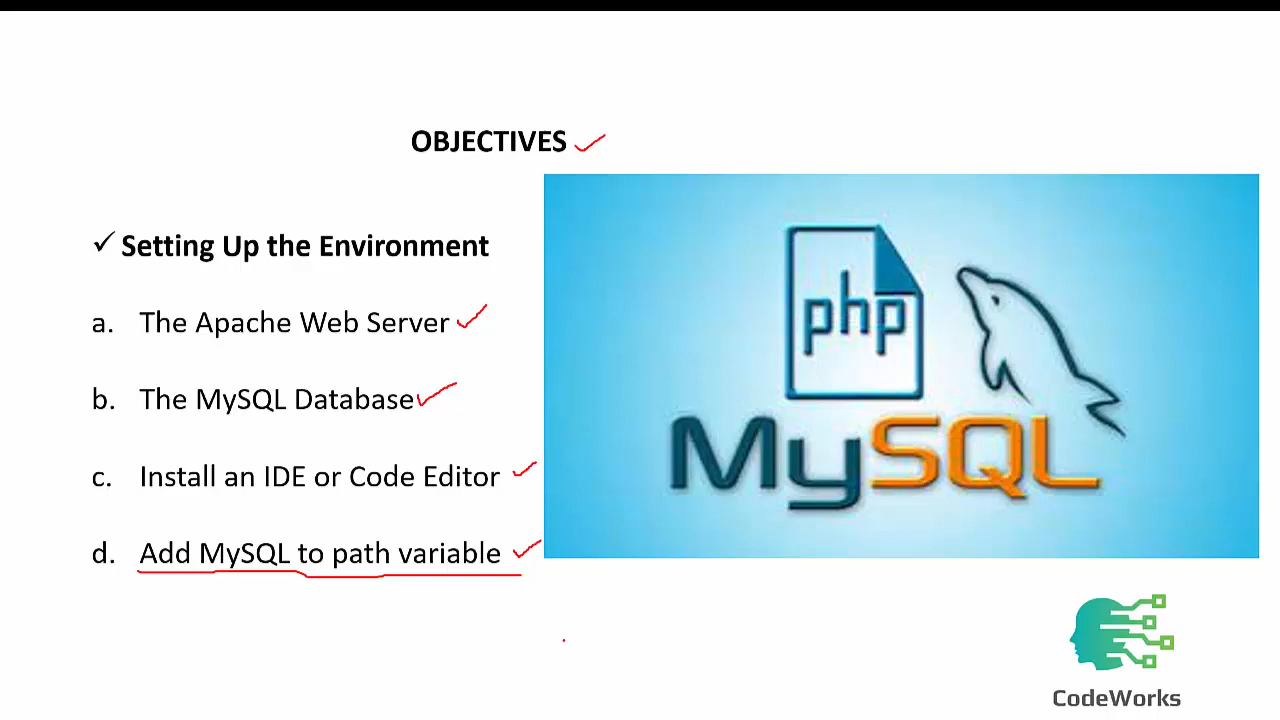 OBJECTIVES
✓ Setting Up the Environment
a. The Apache Web Server
b. The MySQL Database
c. Install an IDE or Code Editor
d. Add MySQL to path variable
php
MySQL
CodeWorks